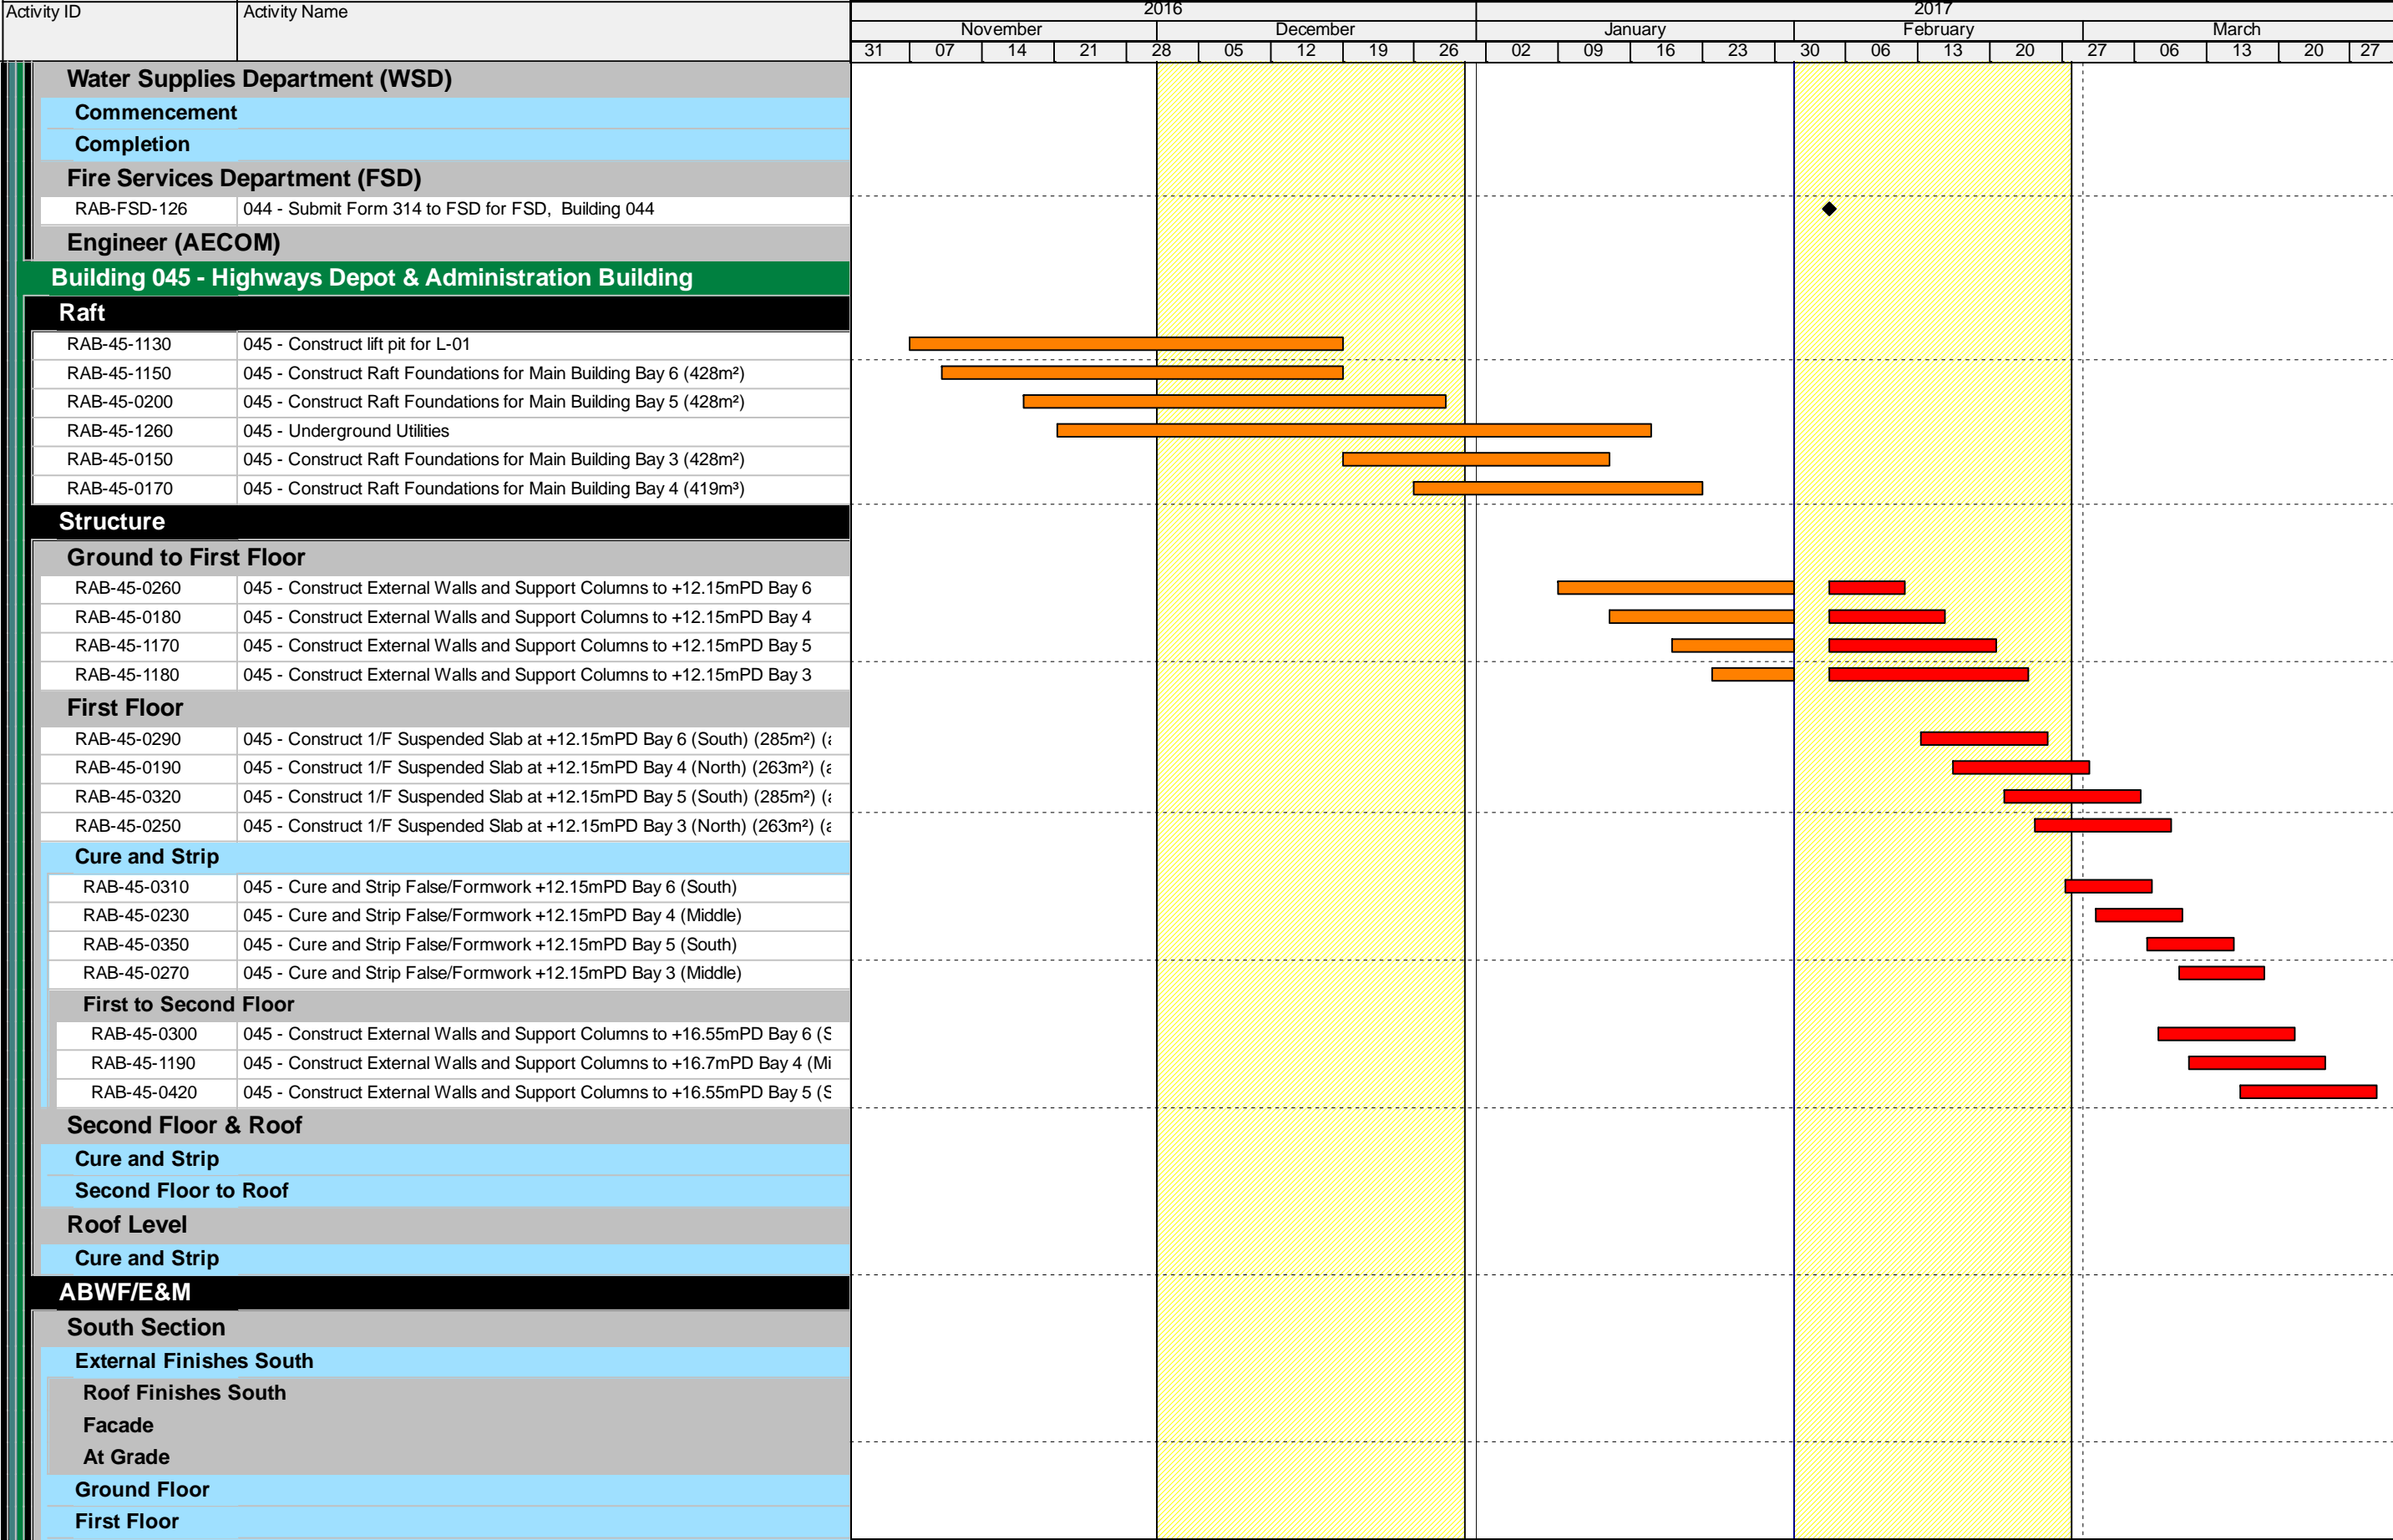 Activity ID Activity Name 2016 2017
November December January February March
31 07 14 21 28 05 12 19 26 02 09 16 23 30 06 13 20 27 06 13 20 27
Water Supplies Department (WSD)
Commencement
Completion
Fire Services Department (FSD)
RAB-FSD-126 044 - Submit Form 314 to FSD for FSD, Building 044
Engineer (AECOM)
Building 045 - Highways Depot & Administration Building
Raft
RAB-45-1130 045 - Construct lift pit for L-01
RAB-45-1150 045 - Construct Raft Foundations for Main Building Bay 6 (428m²)
RAB-45-0200 045 - Construct Raft Foundations for Main Building Bay 5 (428m²)
RAB-45-1260 045 - Underground Utilities
RAB-45-0150 045 - Construct Raft Foundations for Main Building Bay 3 (428m²)
RAB-45-0170 045 - Construct Raft Foundations for Main Building Bay 4 (419m³)
Structure
Ground to First Floor
RAB-45-0260 045 - Construct External Walls and Support Columns to +12.15mPD Bay 6
RAB-45-0180 045 - Construct External Walls and Support Columns to +12.15mPD Bay 4
RAB-45-1170 045 - Construct External Walls and Support Columns to +12.15mPD Bay 5
RAB-45-1180 045 - Construct External Walls and Support Columns to +12.15mPD Bay 3
First Floor
RAB-45-0290 045 - Construct 1/F Suspended Slab at +12.15mPD Bay 6 (South) (285m²)
RAB-45-0190 045 - Construct 1/F Suspended Slab at +12.15mPD Bay 4 (North) (263m²)
RAB-45-0320 045 - Construct 1/F Suspended Slab at +12.15mPD Bay 5 (South) (285m²)
RAB-45-0250 045 - Construct 1/F Suspended Slab at +12.15mPD Bay 3 (North) (263m²)
Cure and Strip
RAB-45-0310 045 - Cure and Strip False/Formwork +12.15mPD Bay 6 (South)
RAB-45-0230 045 - Cure and Strip False/Formwork +12.15mPD Bay 4 (Middle)
RAB-45-0350 045 - Cure and Strip False/Formwork +12.15mPD Bay 5 (South)
RAB-45-0270 045 - Cure and Strip False/Formwork +12.15mPD Bay 3 (Middle)
First to Second Floor
RAB-45-0300 045 - Construct External Walls and Support Columns to +16.55mPD Bay 6
RAB-45-1190 045 - Construct External Walls and Support Columns to +16.7mPD Bay 4 (Mi
RAB-45-0420 045 - Construct External Walls and Support Columns to +16.55mPD Bay 5
Second Floor & Roof
Cure and Strip
Second Floor to Roof
Roof Level
Cure and Strip
ABWF/E&M
South Section
External Finishes South
Roof Finishes South
Facade
At Grade
Ground Floor
First Floor